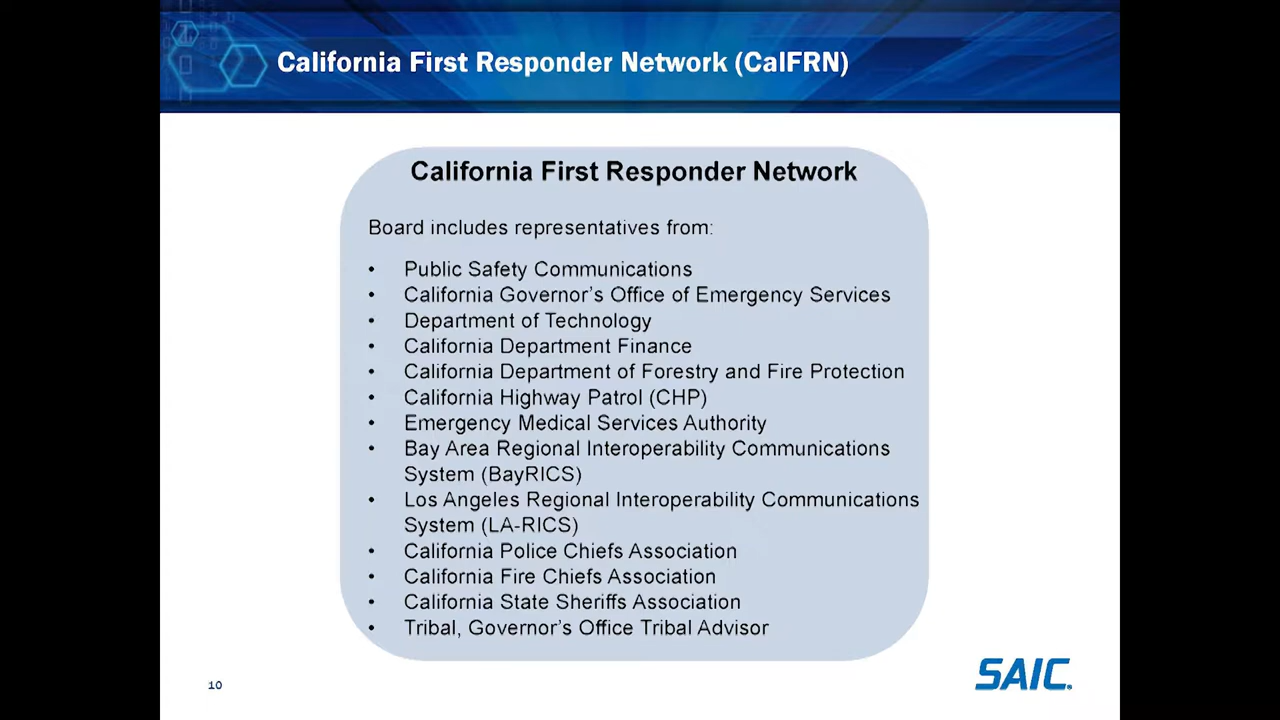 California First Responder Network (CalFRN)
California First Responder Network
Board includes representatives from:
• Public Safety Communications
• California Governor's Office of Emergency Services
• Department of Technology
• California Department Finance
• California Department of Forestry and Fire Protection
• California Highway Patrol (CHP)
• Emergency Medical Services Authority
• Bay Area Regional Interoperability Communications
System (BayRICS)
• Los Angeles Regional Interoperability Communications
System (LA-RICS)
• California Police Chiefs Association
• California Fire Chiefs Association
• California State Sheriffs Association
• Tribal, Governor's Office Tribal Advisor
10
SAIC.